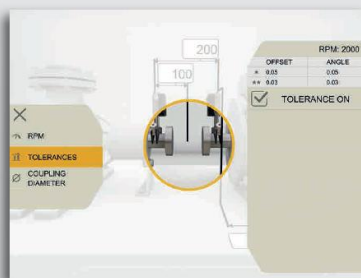 200
100
RPM: 2000
OFFSET ANGLE
* 0.05 0.05
** 0.03 0.03
TOLERANCE ON
RPM
TOLERANCES
COUPLING
DIAMETER